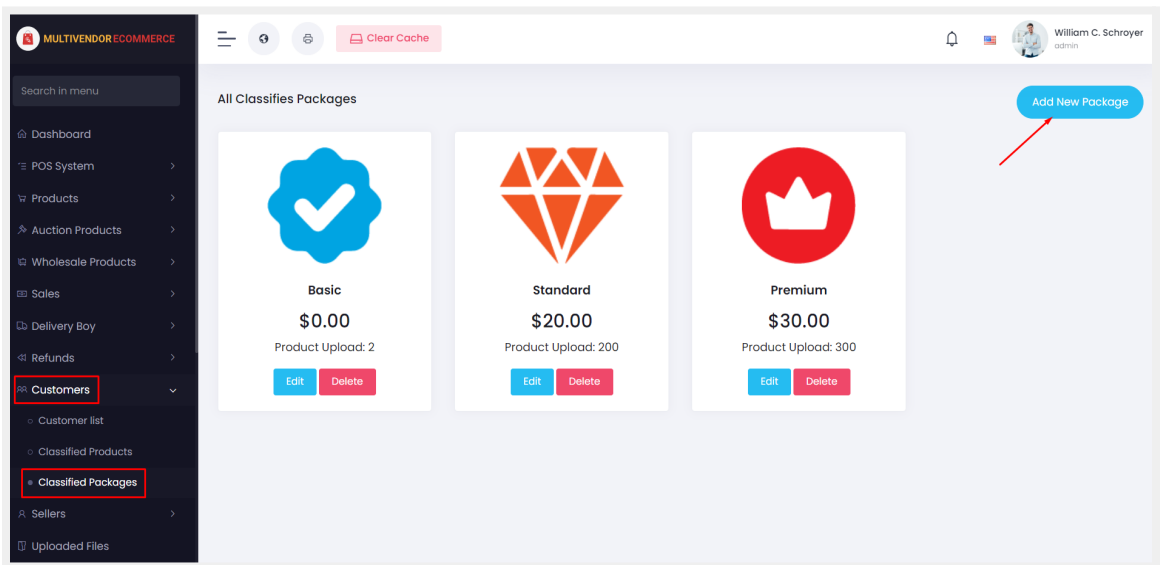 MULTIVENDOR ECOMMERCE
Clear Cache
William C. Schroyer
admin
Search in menu
Dashboard
POS System
Products
Auction Products
Wholesale Products
Sales
Delivery Boy
Refunds
Customers
Customer list
Classified Products
Classified Packages
Sellers
Uploaded Files
All Classifies Packages
Add New Package
Basic
$0.00
Product Upload: 2
Edit Delete
Standard
$20.00
Product Upload: 200
Edit Delete
Premium
$30.00
Product Upload: 300
Edit Delete